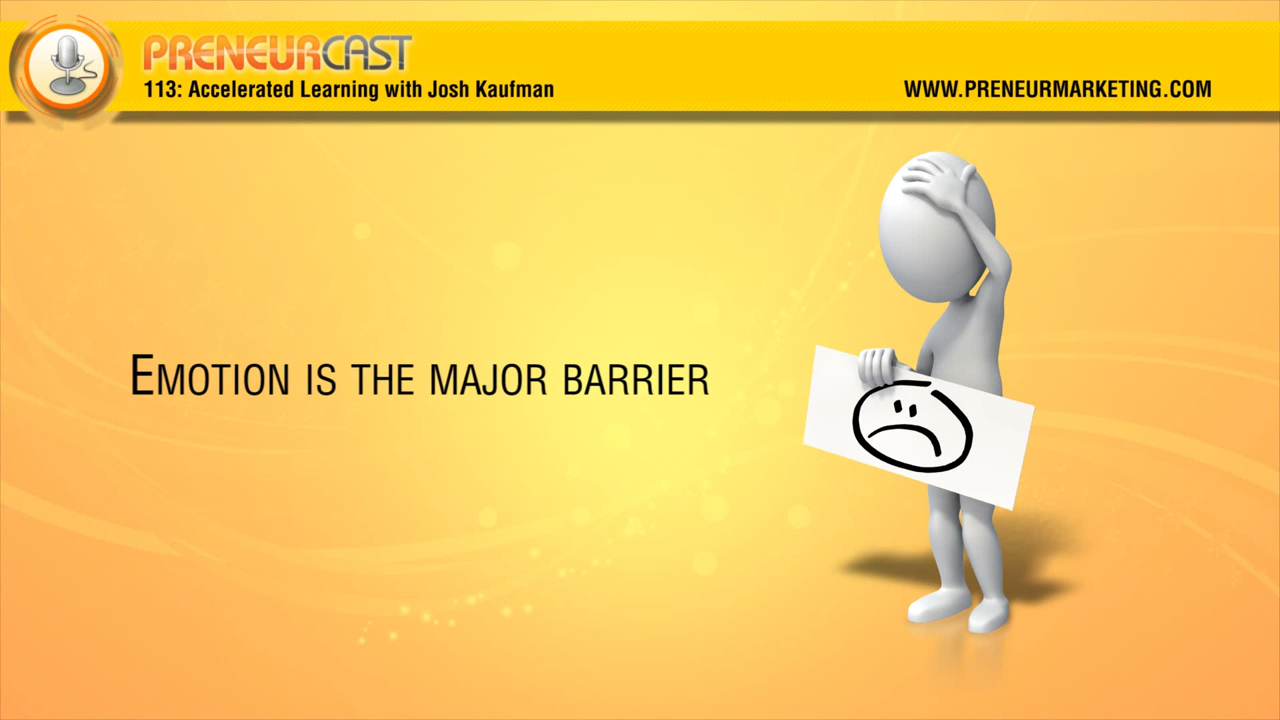 PRENEURCAST
113: Accelerated Learning with Josh Kaufman
WWW.PRENEURMARKETING.COM
EMOTION IS THE MAJOR BARRIER